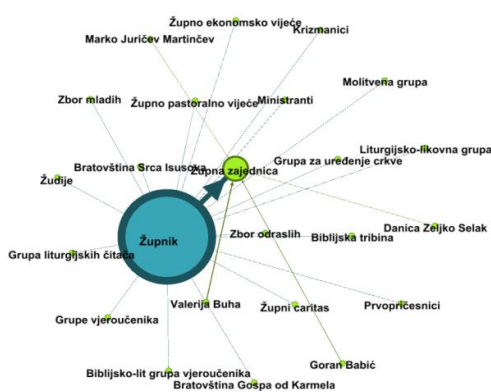 Župno ekonomsko vijeće
Krizmanici
Marko Juričev Martinčev
Molitvena grupa
Zbor mladih
Župno pastoralno vijeće
Ministranti
Liturgijsko-likovna grupa
Grupa za uređenje crkve
Bratovština Srca Isusova
Župna zajednica
Žudije
Danica Zeljko Selak
Zbor odraslih
Biblijska tribina
Župnik
Grupa liturgijskih čitača
Valerija Buha
Župni caritas
Prvopričesnici
Grupe vjeroučenika
Goran Babić
Biblijsko-lit grupa vjeroučenika
Bratovština Gospa od Karmela